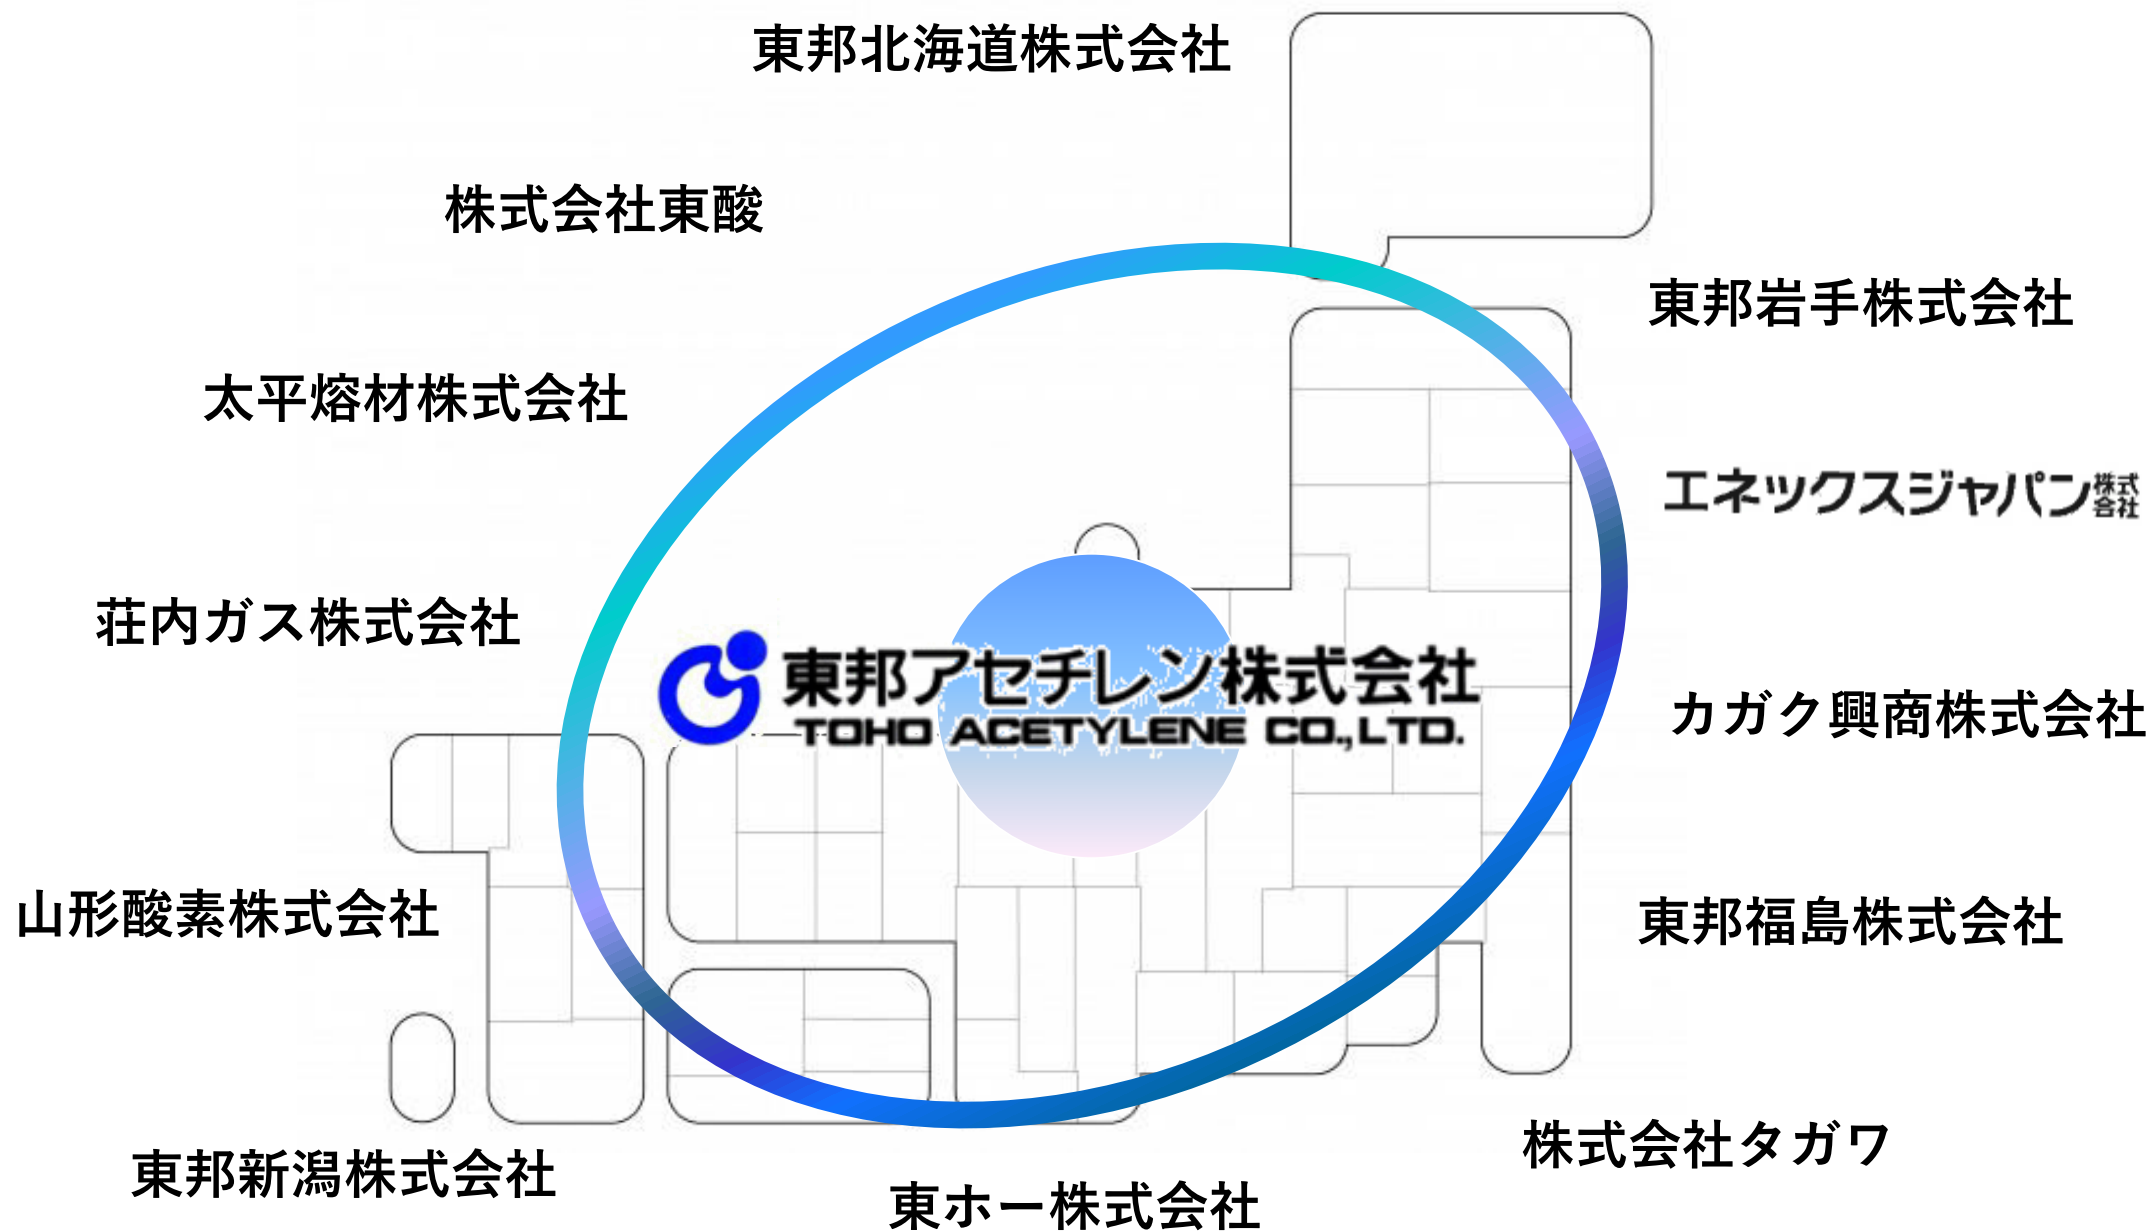 東邦北海道株式会社
株式会社東酸
東邦岩手株式会社
太平熔材株式会社
エネックスジャパン株式会社
荘内ガス株式会社
東邦アセチレン株式会社
TOHO ACETYLENE CO.,LTD.
カガク興商株式会社
山形酸素株式会社
東邦福島株式会社
株式会社タガワ
東邦新潟株式会社
東ホー株式会社